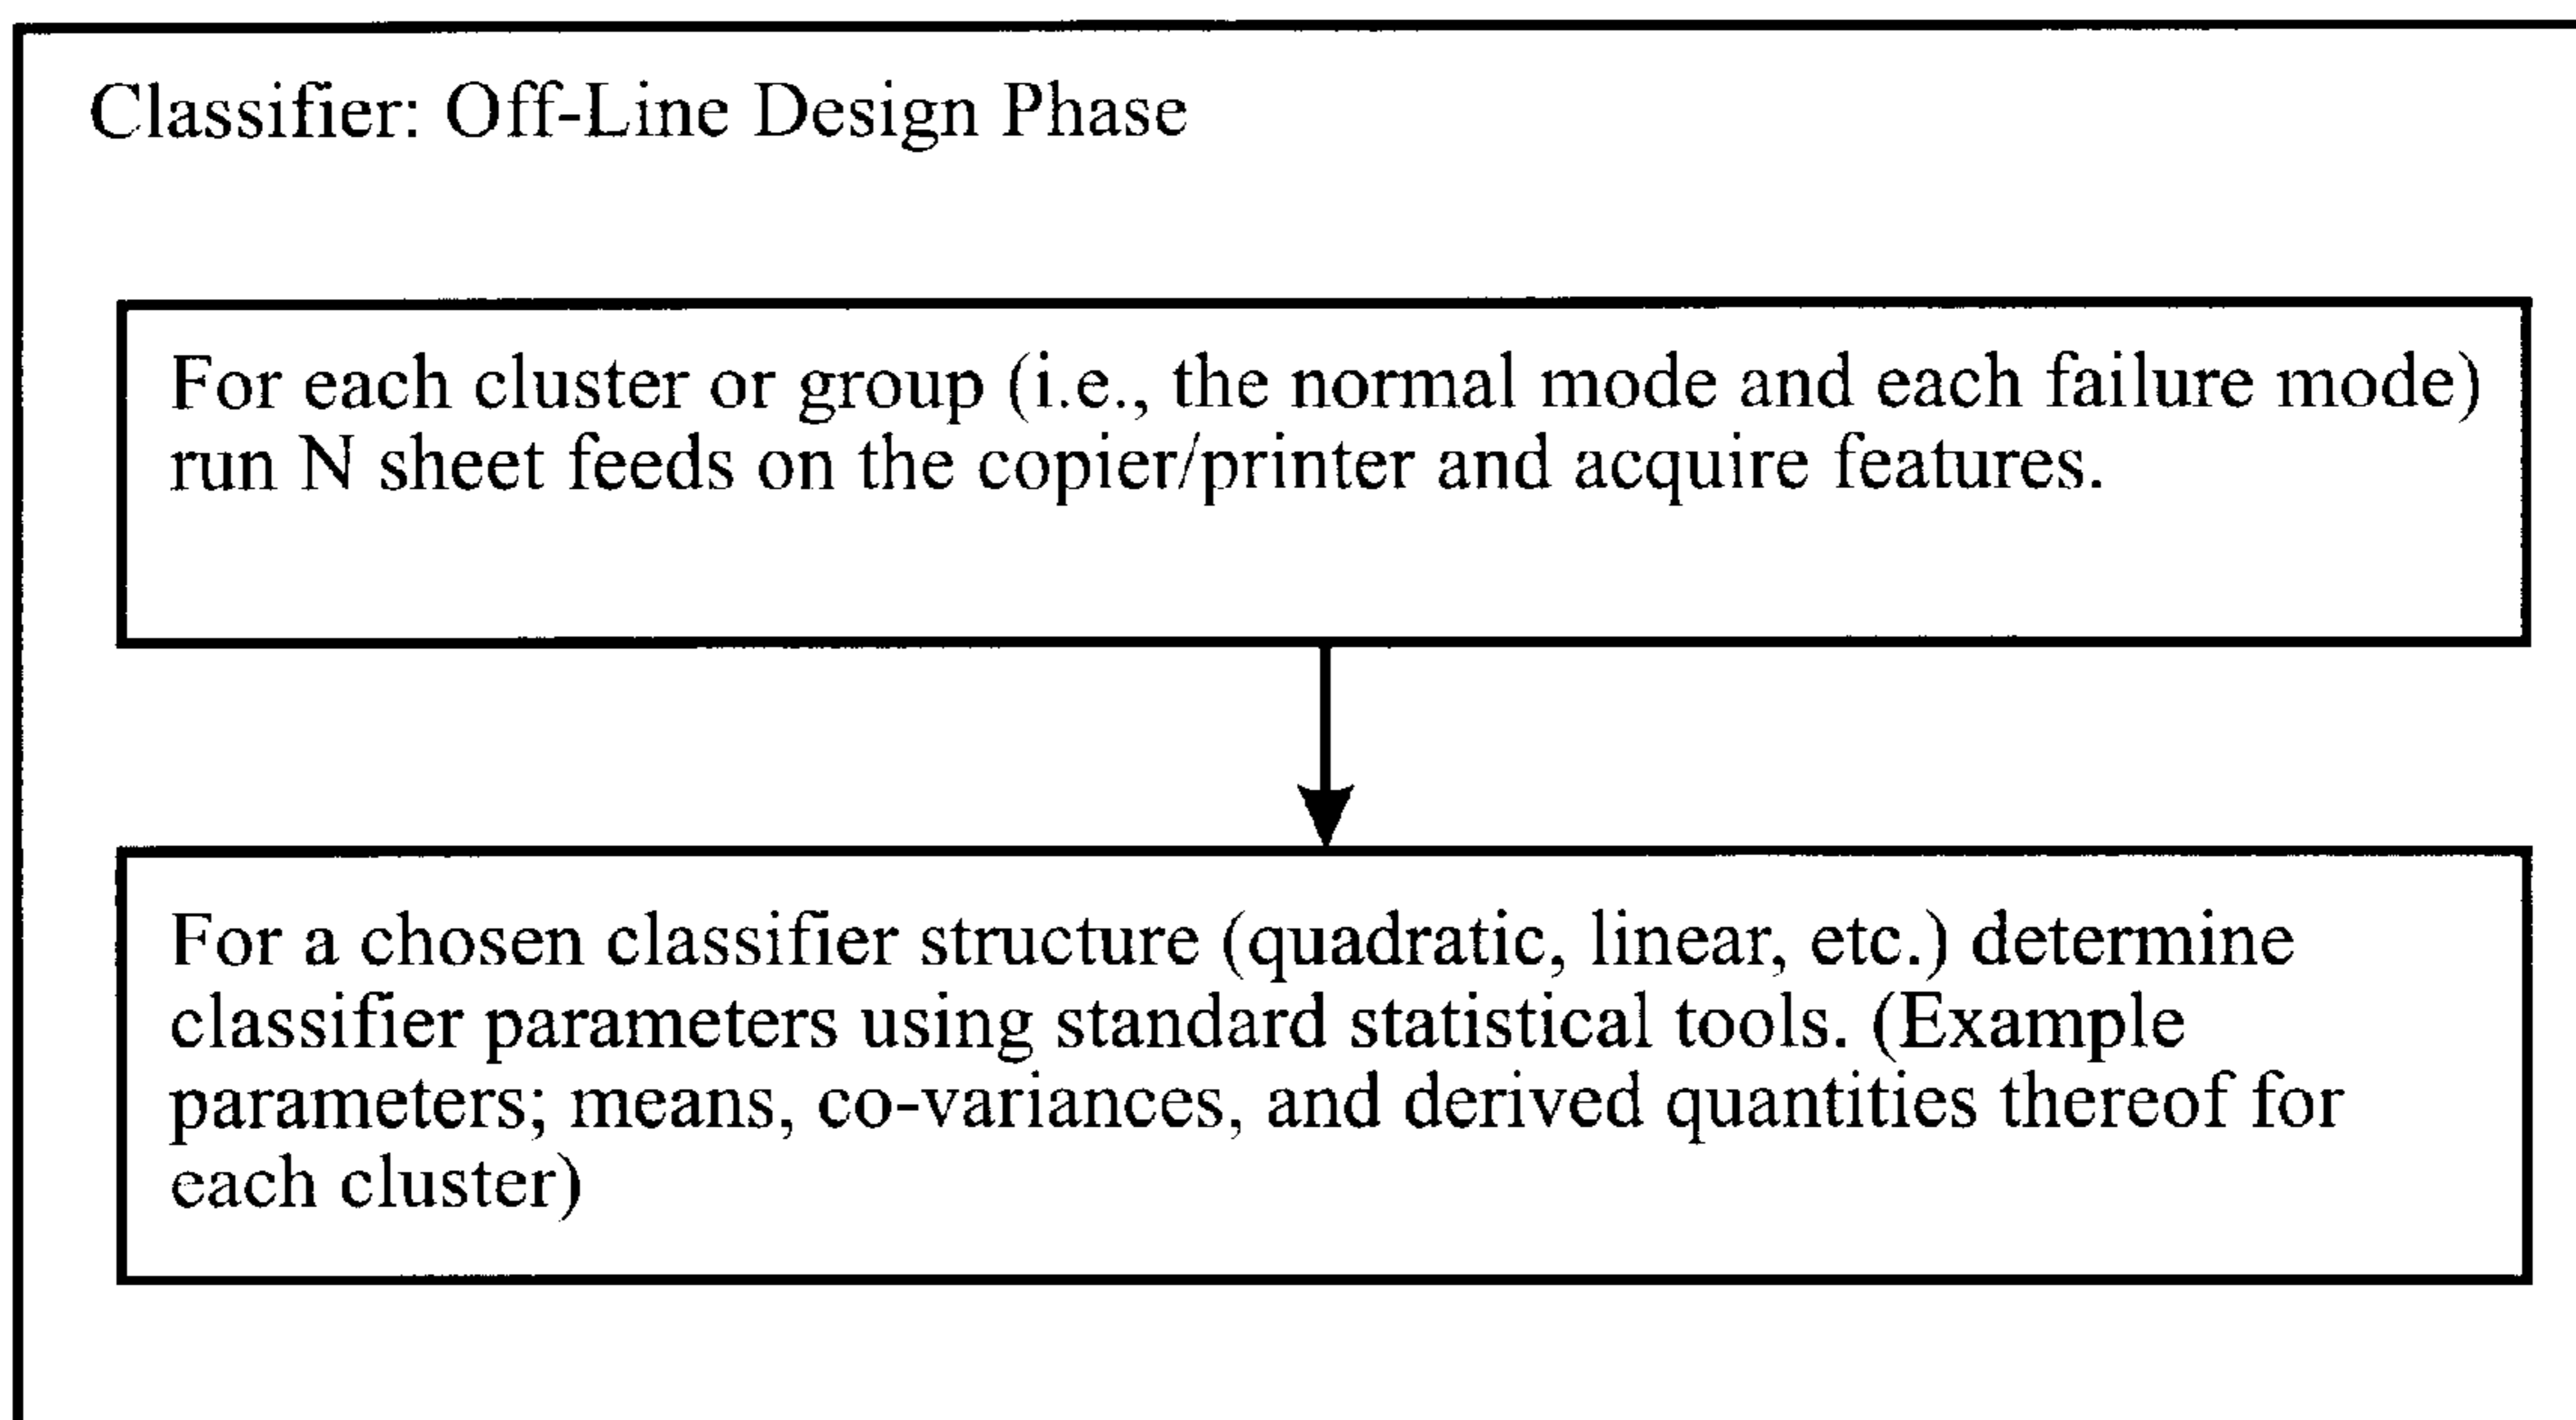 Classifier: Off-Line Design Phase
For each cluster or group (i.e., the normal mode and each failure mode)
run N sheet feeds on the copier/printer and acquire features.
For a chosen classifier structure (quadratic, linear, etc.) determine
classifier parameters using standard statistical tools. (Example
parameters; means, co-variances, and derived quantities thereof for
each cluster)